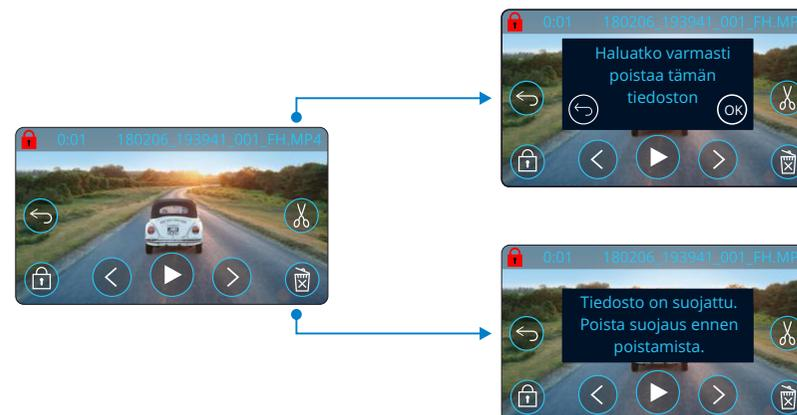 0:01 180206_193941_001_FH.MP4
0:01 180206_193941_001_FH.MP
Haluatko varmasti
poistaa tämän
tiedoston
OK
0:01 180206_193941_001_FH.MP
Tiedosto on suojattu.
Poista suojaus ennen
poistamista.